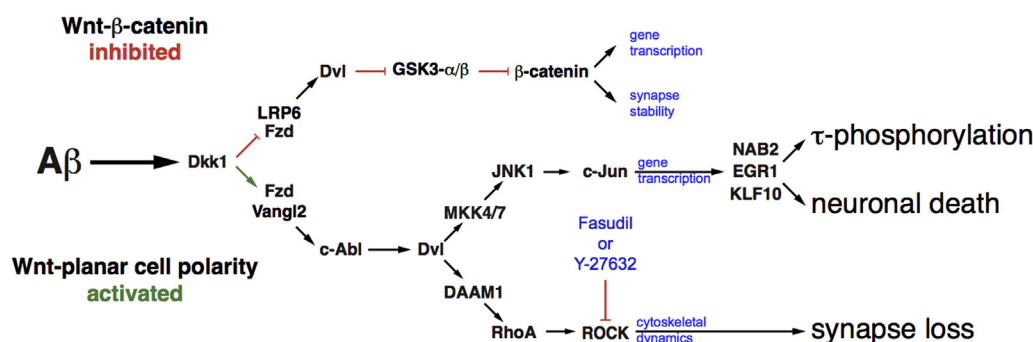 Wnt-β-catenin
inhibited
Dvl
GSK3-α/β
β-catenin
gene
transcription
synapse
stability
LRP6
Fzd
Aβ
Dkk1
Fzd
Vangl2
c-Abl
Dvl
MKK4/7
JNK1
c-Jun
gene
transcription
NAB2
EGR1
KLF10
τ-phosphorylation
neuronal death
Wnt-planar cell polarity
activated
DAAM1
RhoA
Fasudil
or
Y-27632
ROCK
cytoskeletal
dynamics
synapse loss